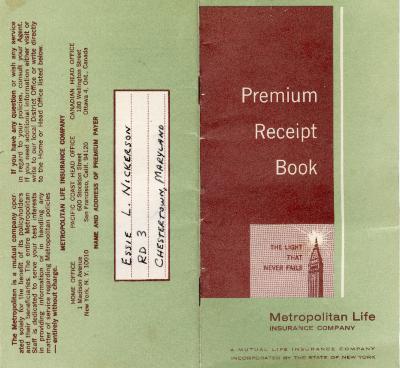 The Metropolitan is a mutual company oper-
ated solely for the benefit of its policyholders
and their beneficiaries. The entire Metropolitan
Staff is dedicated to serve your best interests
in providing information or in handling any
matter of service regarding Metropolitan policies
entirely without charge.
If you have any question or wish any service
in regard to your policies, consult your Agent.
If you need additional information either visit or
write to our local District Office or write directly
to the Home or Head Office listed below.
METROPOLITAN LIFE INSURANCE COMPANY
HOME OFFICE
1 Madison Avenue
New York, N. Y. 10010
PACIFIC COAST HEAD OFFICE
600 Stockton Street
San Francisco, Calif. 94120
CANADIAN HEAD OFFICE
180 Wellington Street
Ottawa 4, Ont., Canada
NAME AND ADDRESS OF PREMIUM PAYER
ESSIE L. NICKERSON
RD 3
CHESTERTOWN, MARYLAND
Premium
Receipt
Book
THE LIGHT
THAT
NEVER FAILS
Metropolitan Life
INSURANCE COMPANY
A MUTUAL LIFE INSURANCE COMPANY
INCORPORATED BY THE STATE OF NEW YORK